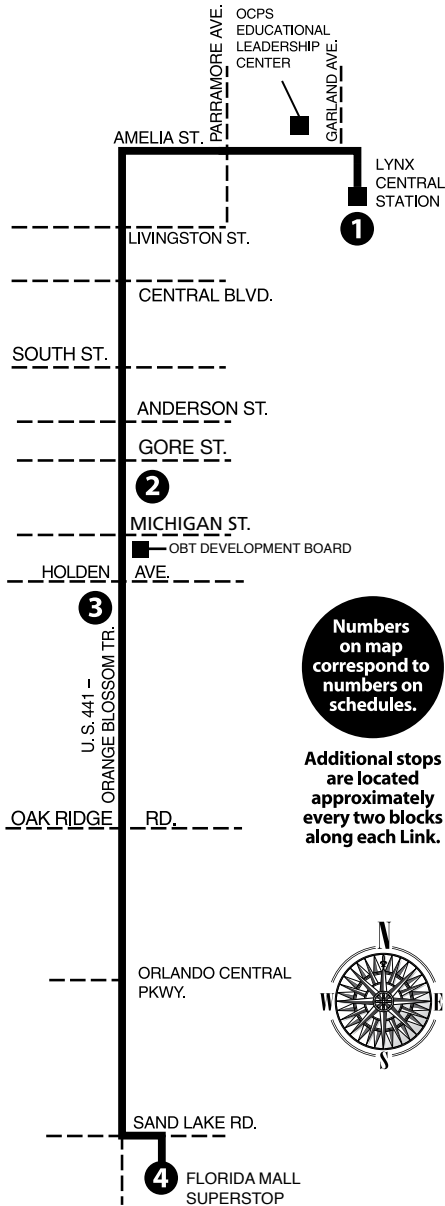 PARRAMORE AVE.
OCPS
EDUCATIONAL
LEADERSHIP
CENTER
GARLAND AVE.
AMELIA ST.
LYNX
CENTRAL
STATION
1
LIVINGSTON ST.
CENTRAL BLVD.
SOUTH ST.
ANDERSON ST.
GORE ST.
2
MICHIGAN ST.
OBT DEVELOPMENT BOARD
HOLDEN AVE.
3
U. S. 441 –
ORANGE BLOSSOM TR.
Numbers
on map
correspond to
numbers on
schedules.
Additional stops
are located
approximately
every two blocks
along each Link.
OAK RIDGE RD.
N
W E
S
ORLANDO CENTRAL
PKWY.
SAND LAKE RD.
4
FLORIDA MALL
SUPERSTOP